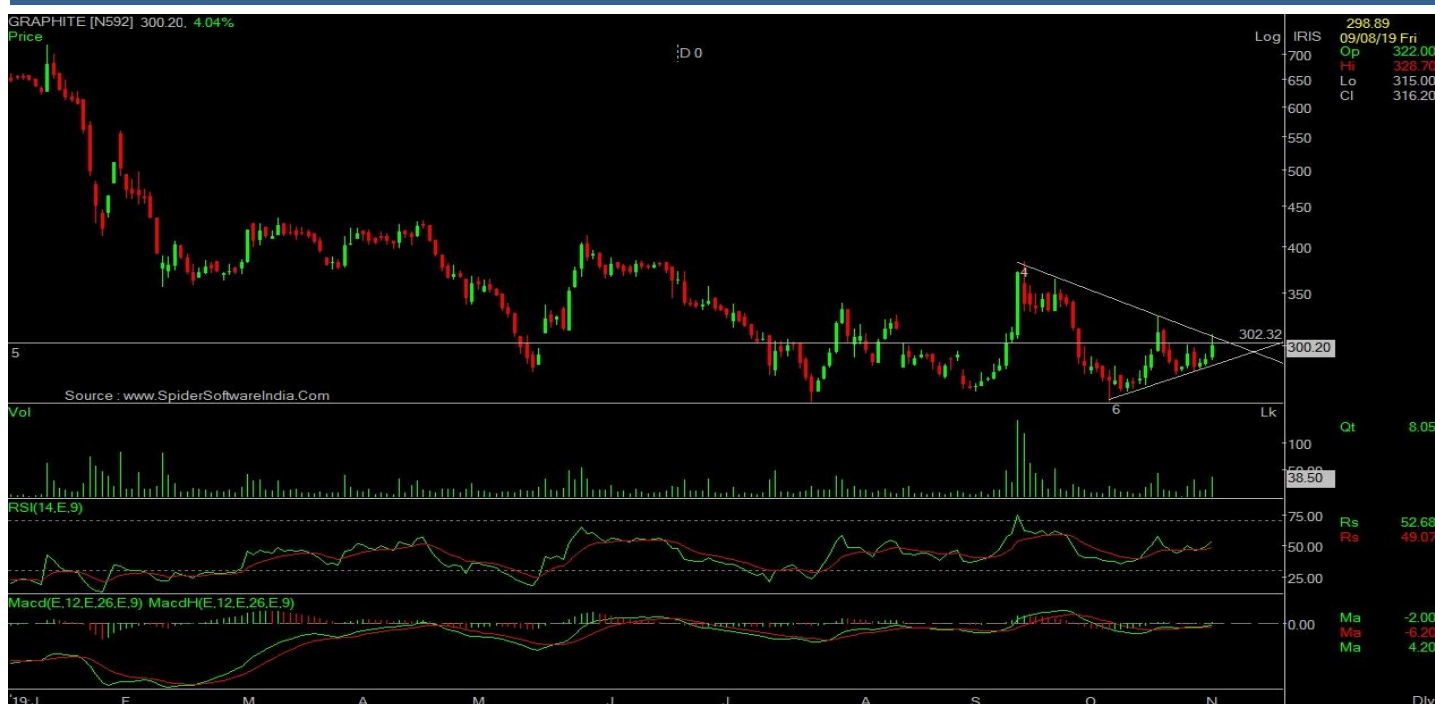 GRAPHITE [N592] 300.20, 4.04%
Price
D 0
Log
IRIS
298.89
09/08/19 Fri
Op 322.00
Hi 328.70
Lo 315.00
Cl 316.20
700
650
600
550
500
450
400
350
4
302.32
300.20
5
6
Source : www.SpiderSoftwareIndia.Com
Vol
Lk
Qt 8.05
100
38.50
RSI(14,E,9)
75.00
50.00
25.00
Rs 52.68
Rs 49.07
Macd(E,12,E,26,E,9) MacdH(E,12,E,26,E,9)
0.00
Ma -2.00
Ma -6.20
Ma 4.20
'19:J F M A M J J A S O N
Dly